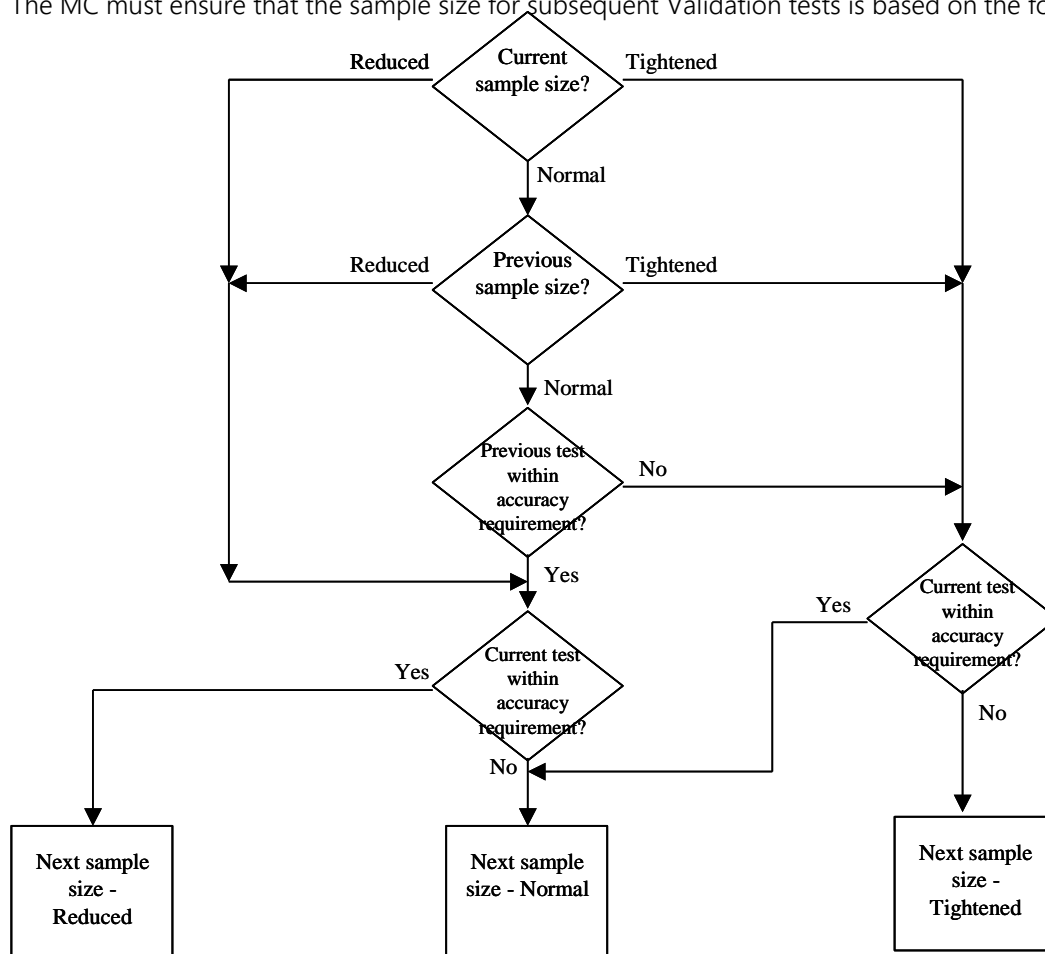 The MC must ensure that the sample size for subsequent Validation tests is based on the fo
Reduced
Current
sample size?
Tightened
Normal
Reduced
Previous
sample size?
Tightened
Normal
Previous test
within
accuracy
requirement?
No
Yes
Current test
within
accuracy
requirement?
Yes
No
Yes
Current test
within
accuracy
requirement?
No
Next sample
size -
Reduced
Next sample
size - Normal
Next sample
size -
Tightened